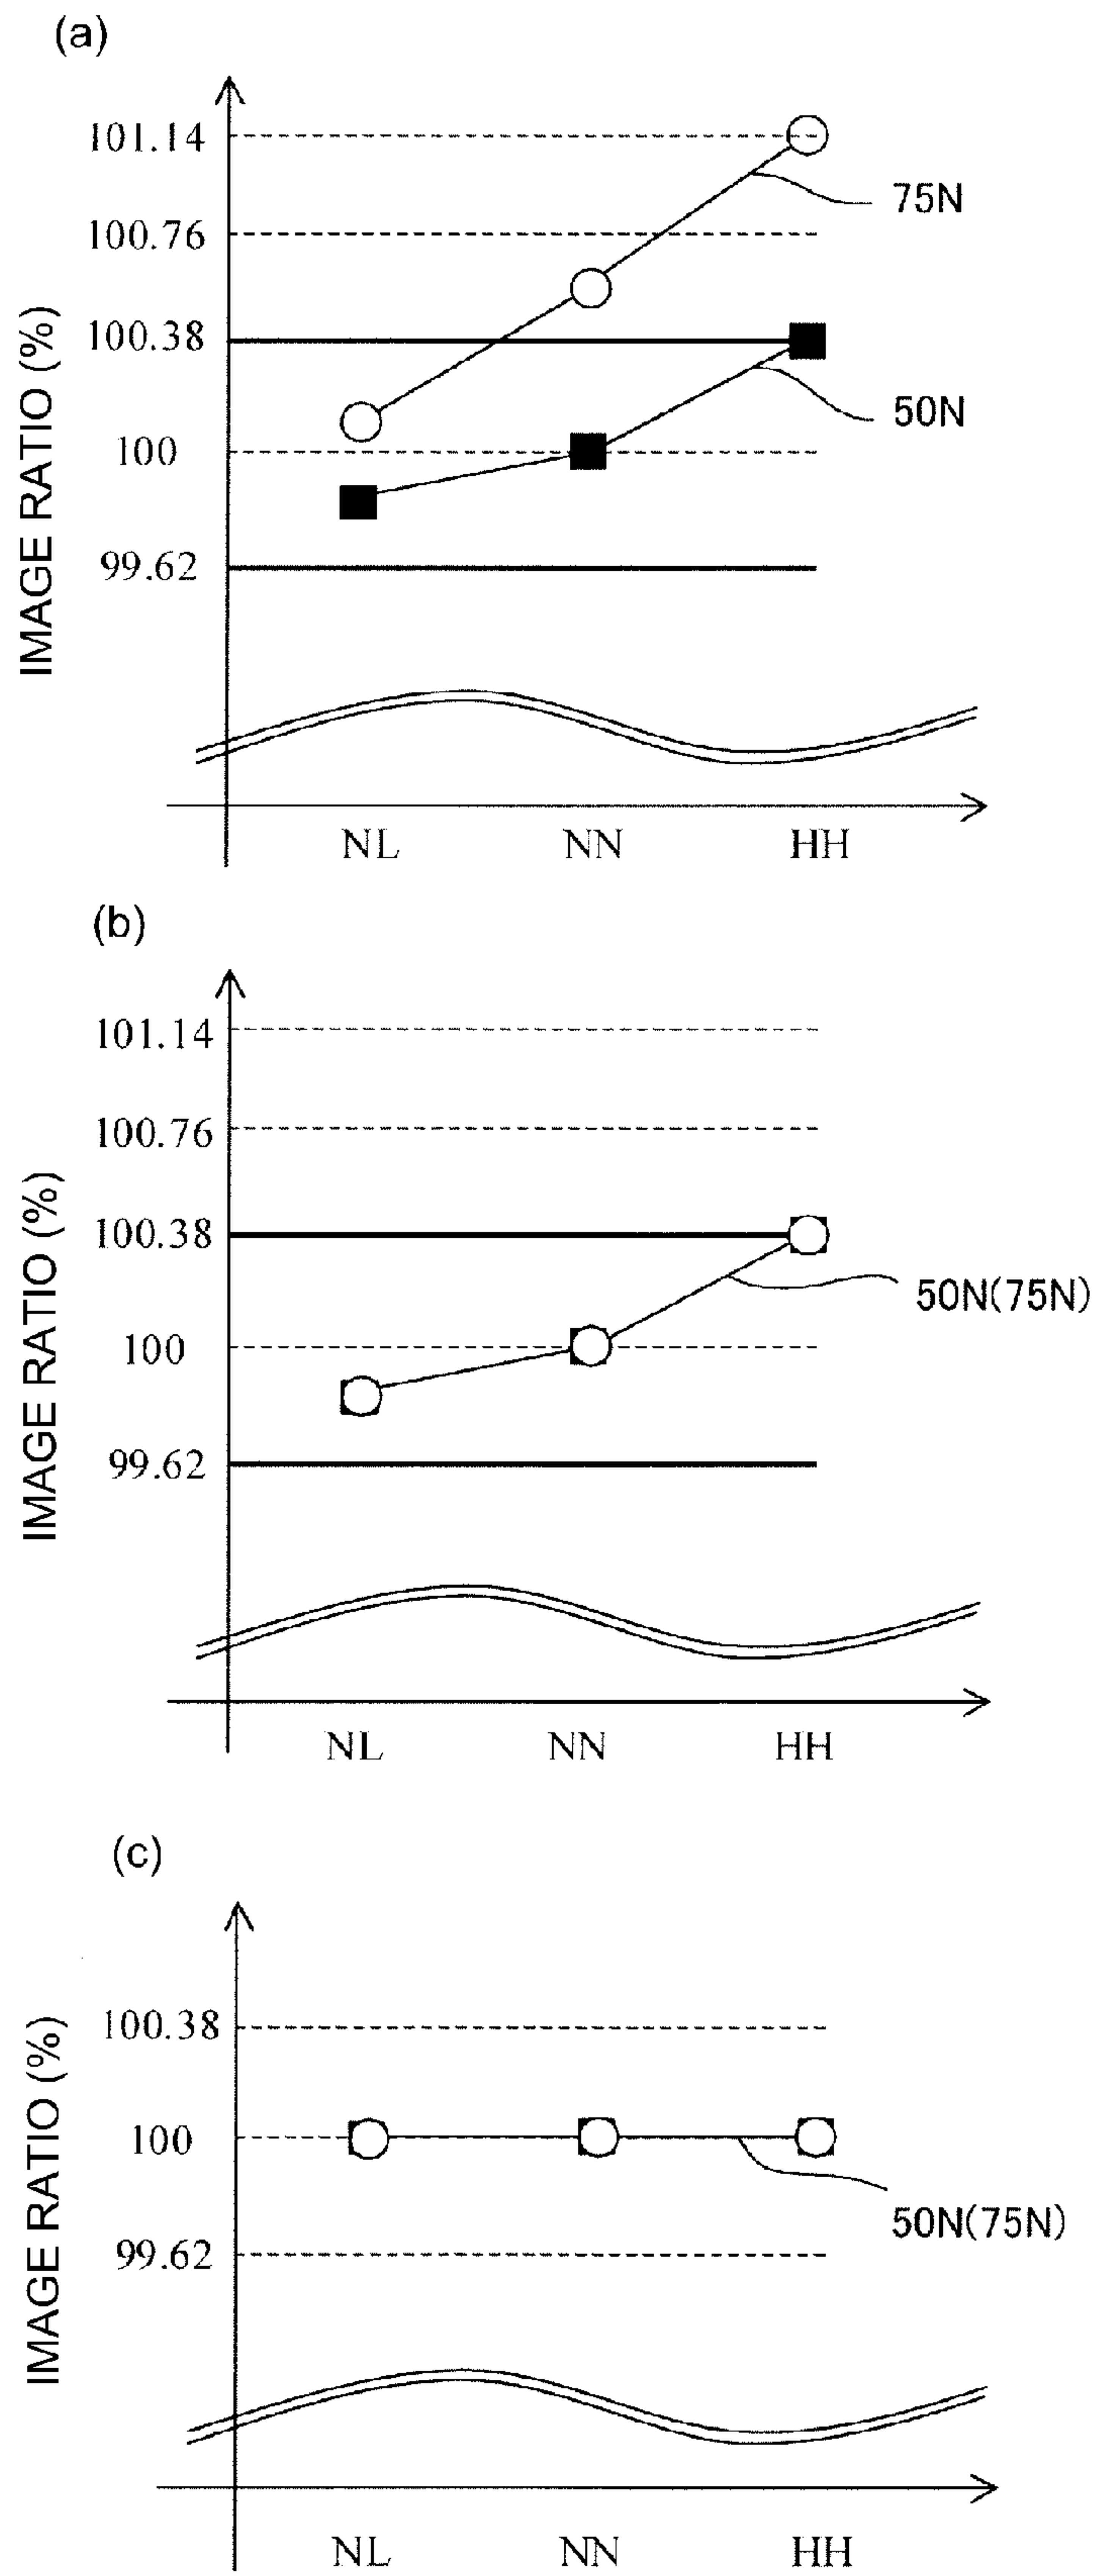 (a)
101.14
75N
100.76
IMAGE RATIO (%)
100.38
50N
100
99.62
NL NN HH
(b)
101.14
100.76
IMAGE RATIO (%)
100.38
50N(75N)
100
99.62
NL NN HH
(c)
IMAGE RATIO (%)
100.38
100
50N(75N)
99.62
NL NN HH